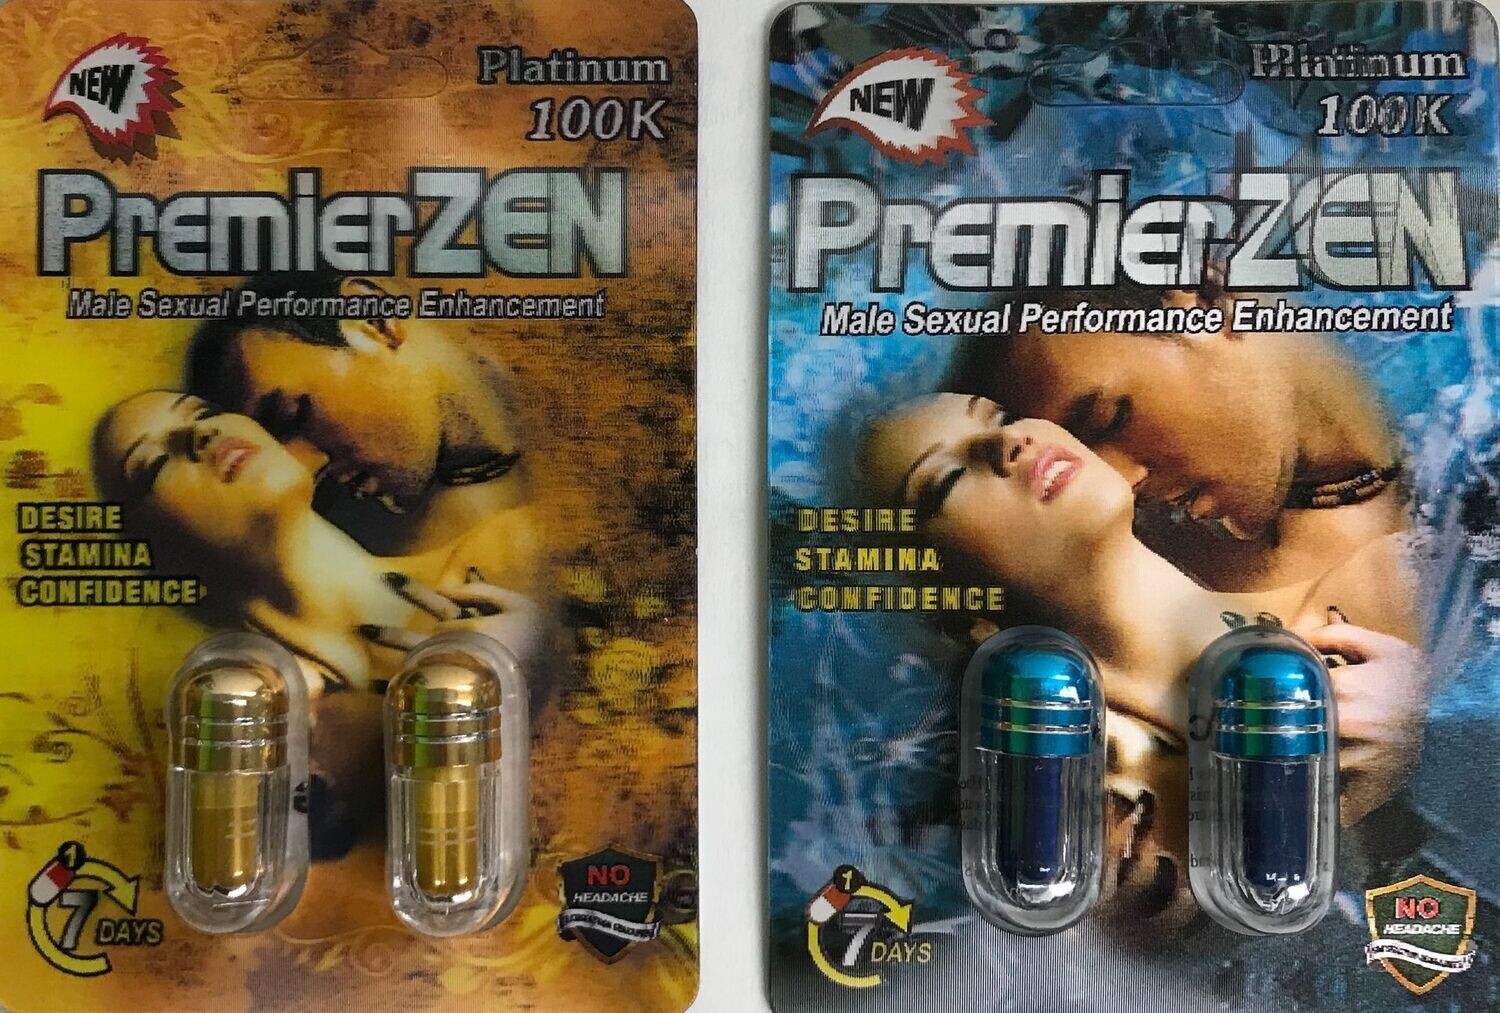 NEW
Platinum
100K
PremierZEN
Male Sexual Performance Enhancement
DESIRE
STAMINA
CONFIDENCE
1
7 DAYS
NO
HEADACHE
NEW
Platinum
100K
PremierZEN
Male Sexual Performance Enhancement
DESIRE
STAMINA
CONFIDENCE
1
7 DAYS
NO
HEADACHE